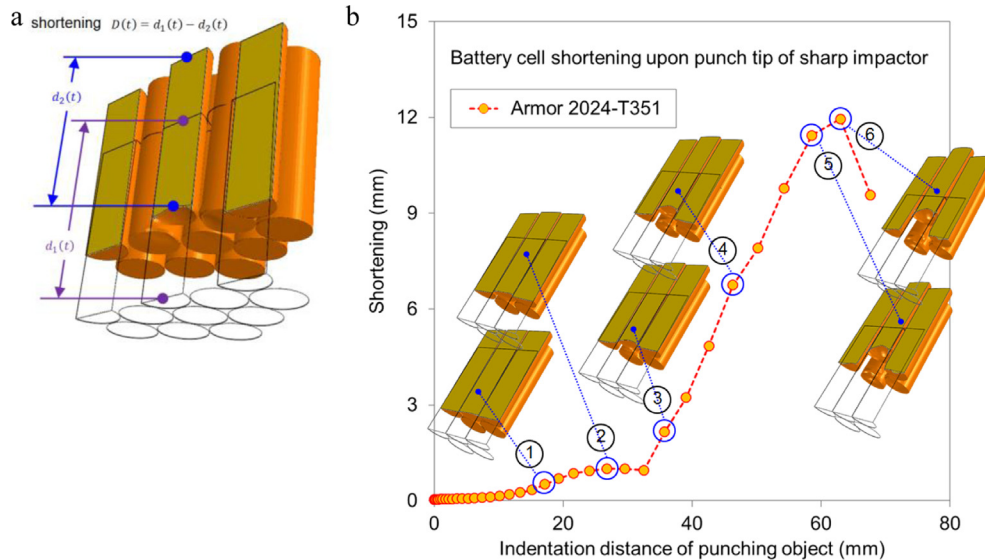 a
shortening D(t) = d₁(t) − d₂(t)
d₂(t)
d₁(t)
b
15
12
9
6
3
0
Shortening (mm)
Battery cell shortening upon punch tip of sharp impactor
Armor 2024-T351
1
2
3
4
5
6
0 20 40 60 80
Indentation distance of punching object (mm)